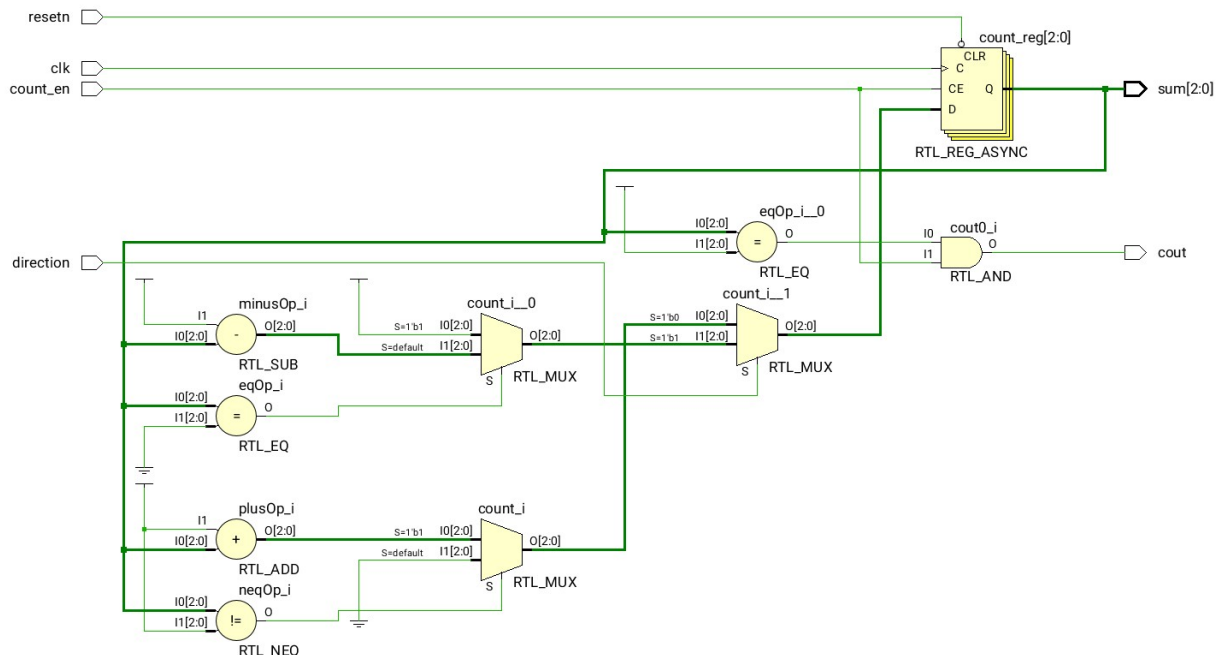 resetn
count_reg[2:0]
CLR
clk
C
count_en
CE
Q
sum[2:0]
D
RTL_REG_ASYNC
eqOp_i__0
I0[2:0]
O
I1[2:0]
=
RTL_EQ
cout0_i
I0
O
I1
RTL_AND
cout
direction
minusOp_i
I1
O[2:0]
I0[2:0]
-
RTL_SUB
count_i__0
S=1'b1
I0[2:0]
O[2:0]
S=default
I1[2:0]
S
RTL_MUX
count_i__1
S=1'b0
I0[2:0]
O[2:0]
S=1'b1
I1[2:0]
S
RTL_MUX
eqOp_i
I0[2:0]
O
I1[2:0]
=
RTL_EQ
plusOp_i
I1
O[2:0]
I0[2:0]
+
RTL_ADD
count_i
S=1'b1
I0[2:0]
O[2:0]
S=default
I1[2:0]
S
RTL_MUX
neqOp_i
I0[2:0]
O
I1[2:0]
!=
RTL_NEQ